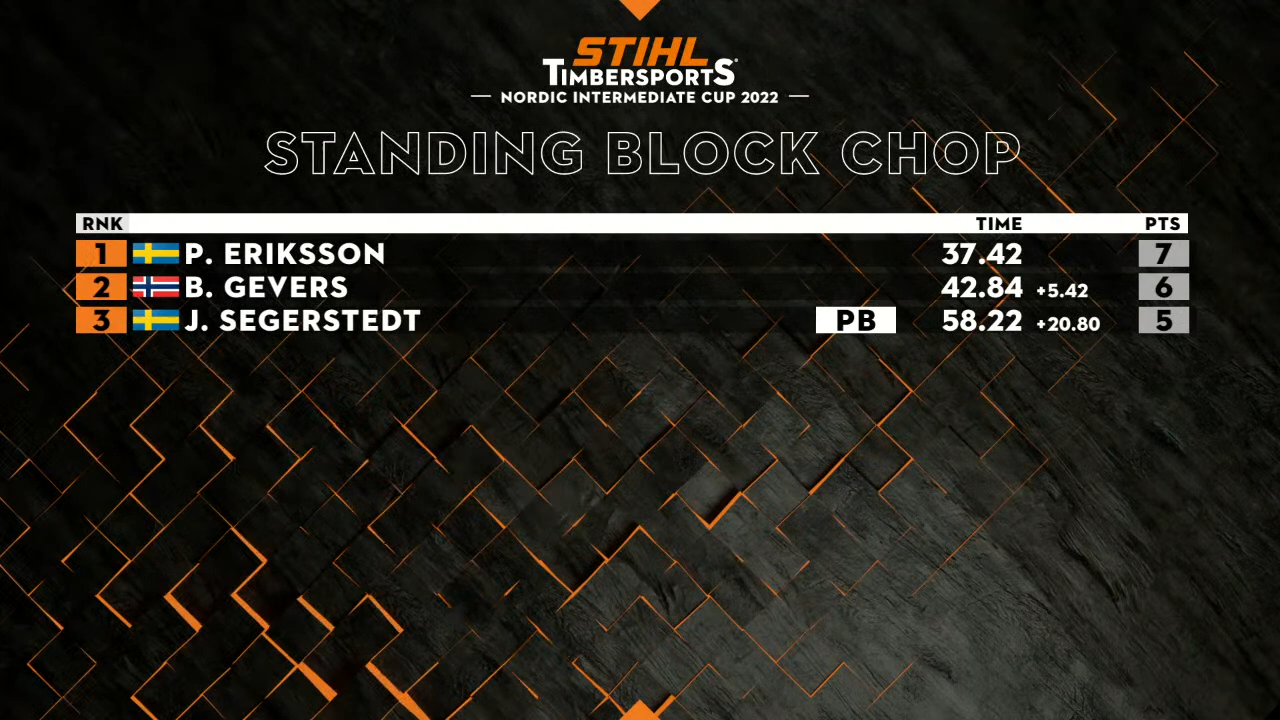 STIHL
TIMBERSPORTS®
NORDIC INTERMEDIATE CUP 2022
STANDING BLOCK CHOP
RNK TIME PTS
1 P. ERIKSSON 37.42 7
2 B. GEVERS 42.84 +5.42 6
3 J. SEGERSTEDT PB 58.22 +20.80 5